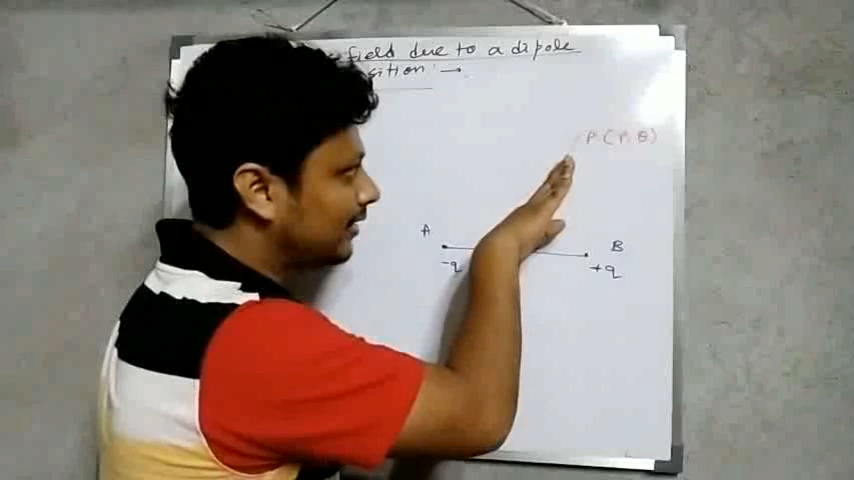 field due to a dipole
sition: →
P (r, θ)
A
B
-q
+q